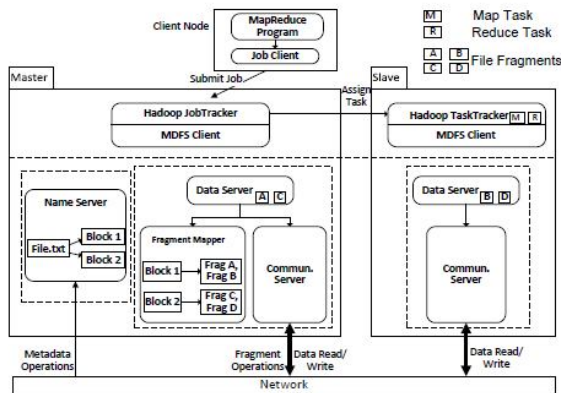 Client Node
MapReduce
Program
Job Client
M Map Task
R Reduce Task
A B
C D
File Fragments
Master
Submit Job
Assign
Task
Slave
Hadoop JobTracker
MDFS Client
Hadoop TaskTracker M R
MDFS Client
Name Server
File.txt
Block 1
Block 2
Data Server
A C
Fragment Mapper
Block 1
Frag A,
Frag B
Block 2
Frag C,
Frag D
Commun.
Server
Data Server
B D
Commun.
Server
Metadata
Operations
Fragment
Operations
Data Read/
Write
Data Read/
Write
Network